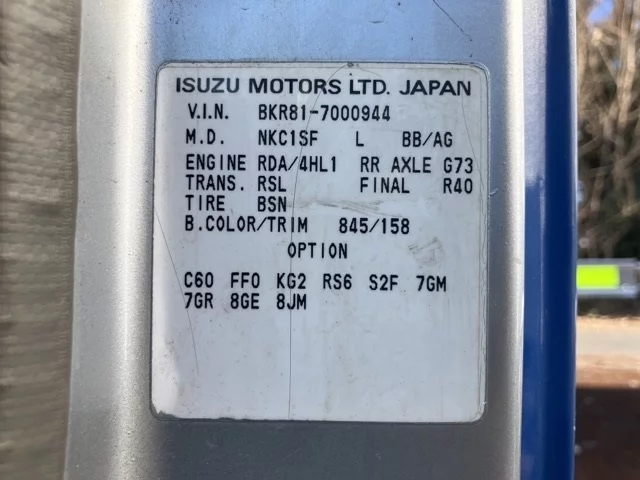 ISUZU MOTORS LTD. JAPAN
V.I.N. BKR81-7000944
M.D. NKC1SF L BB/AG
ENGINE RDA/4HL1 RR AXLE G73
TRANS. RSL FINAL R40
TIRE BSN
B.COLOR/TRIM 845/158
OPTION
C60 FF0 KG2 RS6 S2F 7GM
7GR 8GE 8JM